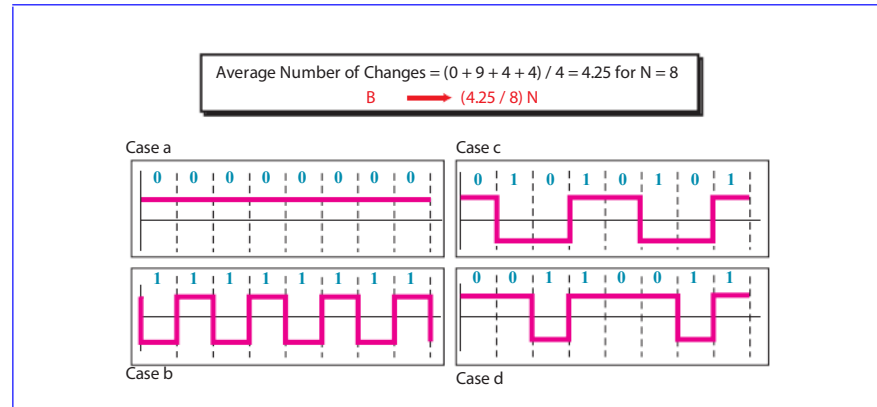 Average Number of Changes = (0 + 9 + 4 + 4) / 4 = 4.25 for N = 8
B (4.25 / 8) N
Case a
0 0 0 0 0 0 0 0
Case c
0 1 0 1 0 1 0 1
1 1 1 1 1 1 1 1
Case b
0 0 1 1 0 0 1 1
Case d